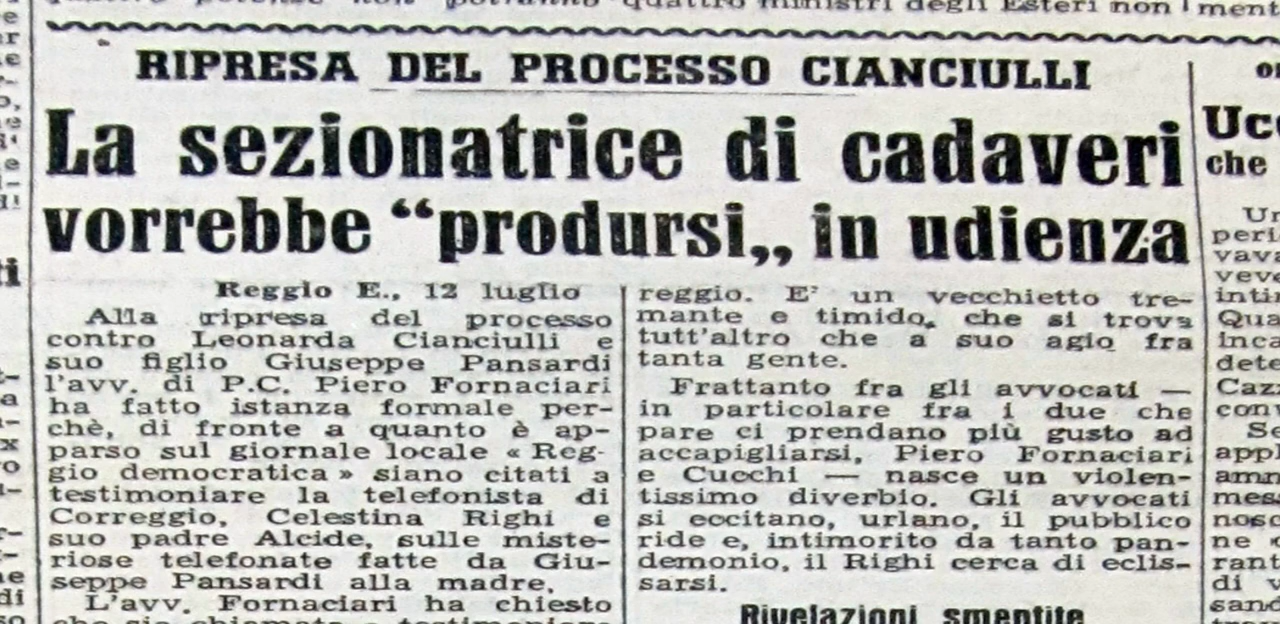 quattro ministri degli Esteri non
RIPRESA DEL PROCESSO CIANCIULLI
La sezionatrice di cadaveri
vorrebbe “prodursi„ in udienza
Reggio E., 12 luglio
Alla ripresa del processo
contro Leonarda Cianciulli e
suo figlio Giuseppe Pansardi
l'avv. di P.C. Piero Fornaciari
ha fatto istanza formale per-
chè, di fronte a quanto è ap-
parso sul giornale locale « Reg-
gio democratica » siano citati a
testimoniare la telefonista di
Correggio, Celestina Righi e
suo padre Alcide, sulle miste-
riose telefonate fatte da Giu-
seppe Pansardi alla madre.
L'avv. Fornaciari ha chiesto
reggio. E' un vecchietto tre-
mante e timido, che si trova
tutt'altro che a suo agio fra
tanta gente.
Frattanto fra gli avvocati —
in particolare fra i due che
pare ci prendano più gusto ad
accapigliarsi, Piero Fornaciari
e Cucchi — nasce un violen-
tissimo diverbio. Gli avvocati
si eccitano, urlano, il pubblico
ride e, intimorito da tanto pan-
demonio, il Righi cerca di eclis-
sarsi.
Rivelazioni smentite
che